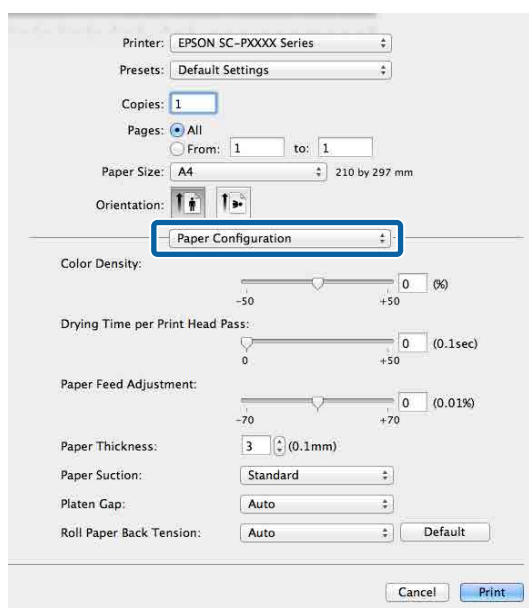 Printer: EPSON SC-PXXXX Series
Presets: Default Settings
Copies: 1
Pages: All
From: 1 to: 1
Paper Size: A4 210 by 297 mm
Orientation:
Paper Configuration
Color Density:
0 (%)
-50 +50
Drying Time per Print Head Pass:
0 (0.1sec)
0 +50
Paper Feed Adjustment:
0 (0.01%)
-70 +70
Paper Thickness: 3 (0.1mm)
Paper Suction: Standard
Platen Gap: Auto
Roll Paper Back Tension: Auto Default
Cancel Print